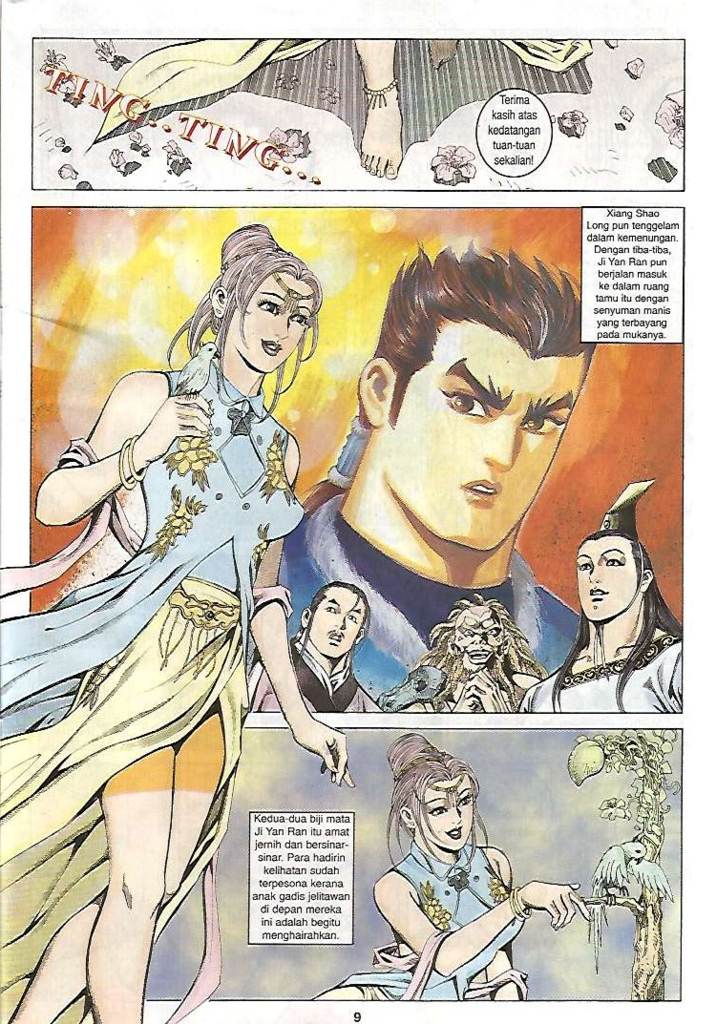 TING...TING...
Terima
kasih atas
kedatangan
tuan-tuan
sekalian!
Xiang Shao
Long pun tenggelam
dalam kemenungan.
Dengan tiba-tiba,
Ji Yan Ran pun
berjalan masuk
ke dalam ruang
tamu itu dengan
senyuman manis
yang terbayang
pada mukanya.
Kedua-dua biji mata
Ji Yan Ran itu amat
jernih dan bersinar-
sinar. Para hadirin
kelihatan sudah
terpesona kerana
anak gadis jelitawan
di depan mereka
ini adalah begitu
menghairahkan.
9